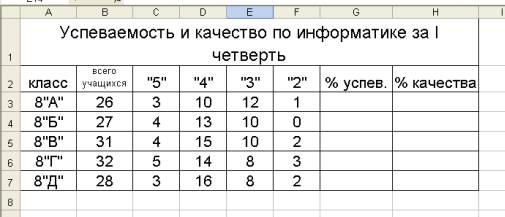 A B C D E F G H I
1 Успеваемость и качество по информатике за I
четверть
2 класс всего учащихся "5" "4" "3" "2" % успев. % качества
3 8"А" 26 3 10 12 1
4 8"Б" 27 4 13 10 0
5 8"В" 31 4 15 10 2
6 8"Г" 32 5 14 8 3
7 8"Д" 28 3 16 8 2
8